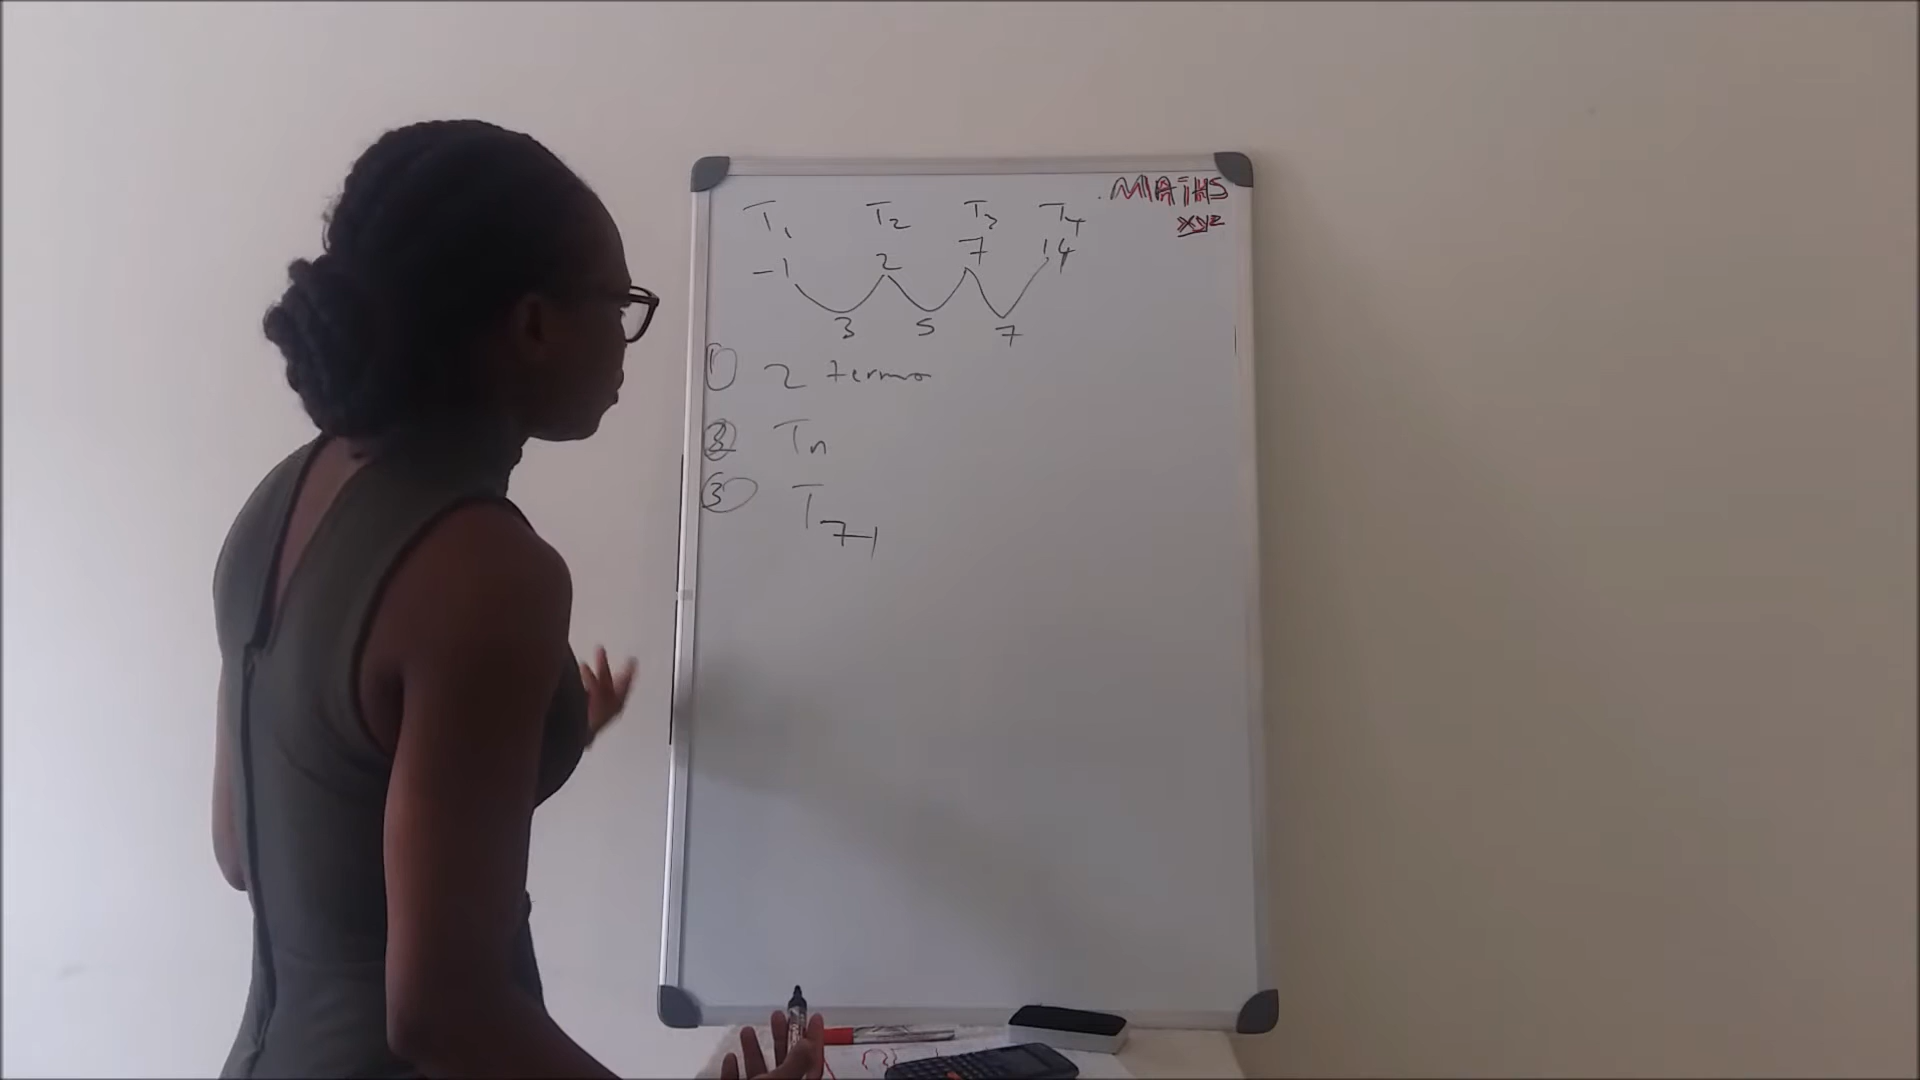 MATHS
xyz
T1 T2 T3 T4
-1 2 7 14
3 5 7
① 2 terms
② Tn
③ T71